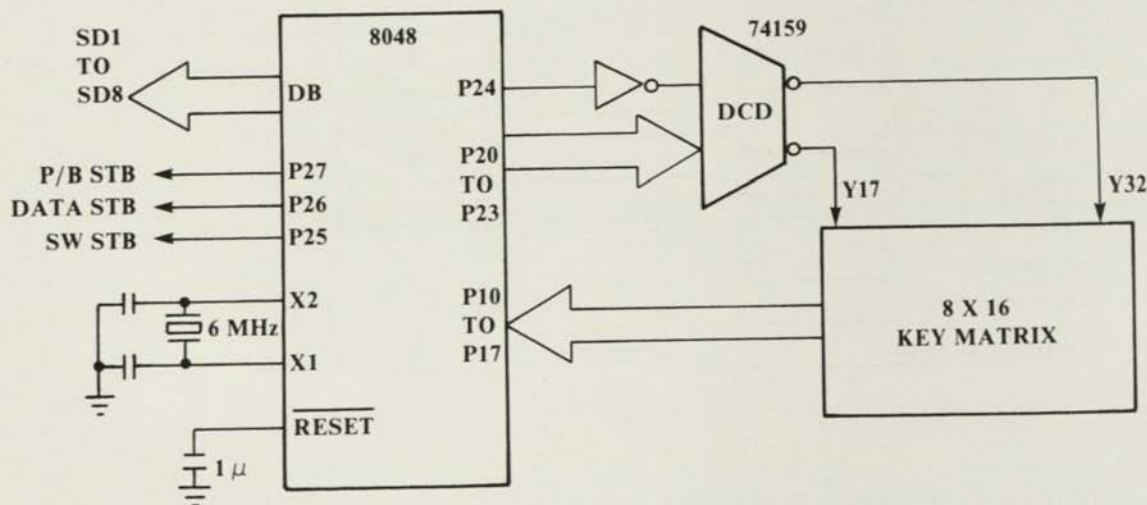 SD1
TO
SD8
8048
74159
DB
P24
DCD
P/B STB
P27
DATA STB
P26
SW STB
P25
P20
TO
P23
Y17
Y32
X2
6 MHz
X1
P10
TO
P17
8 X 16
KEY MATRIX
RESET
1 μ